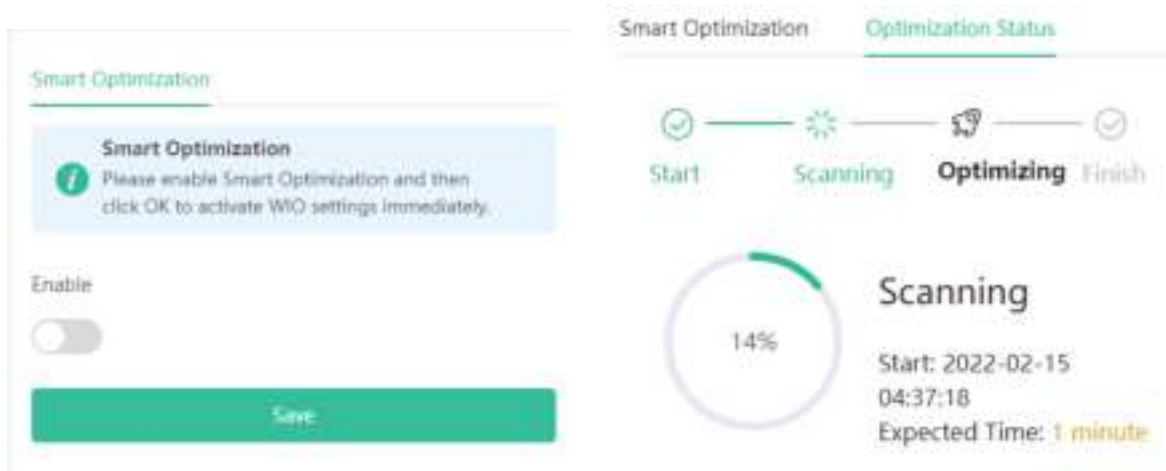 Smart Optimization
Smart Optimization
Please enable Smart Optimization and then
click OK to activate WIO settings immediately.
Enable
Save
Smart Optimization Optimization Status
Start Scanning Optimizing Finish
14%
Scanning
Start: 2022-02-15
04:37:18
Expected Time: 1 minute